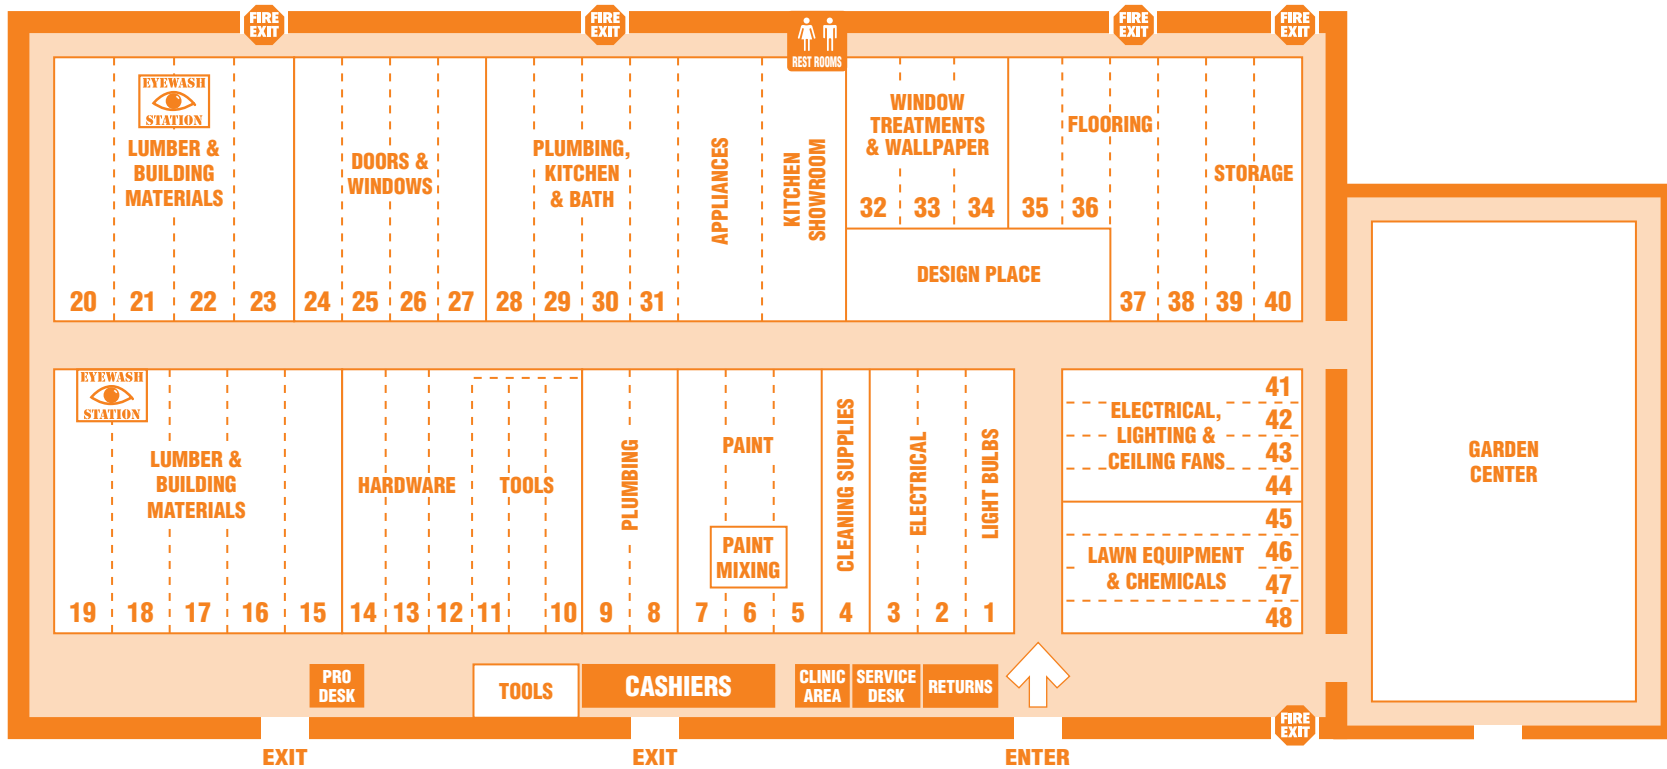 FIRE
EXIT
FIRE
EXIT
REST ROOMS
FIRE
EXIT
FIRE
EXIT
EYEWASH
STATION
LUMBER &
BUILDING
MATERIALS
20 21 22 23
DOORS &
WINDOWS
24 25 26 27
PLUMBING,
KITCHEN
& BATH
28 29 30 31
APPLIANCES
KITCHEN
SHOWROOM
WINDOW
TREATMENTS
& WALLPAPER
32 33 34
FLOORING
35 36
STORAGE
DESIGN PLACE
37 38 39 40
EYEWASH
STATION
LUMBER &
BUILDING
MATERIALS
19 18 17 16 15
HARDWARE
14 13 12
TOOLS
11 10
PLUMBING
9 8
PAINT
PAINT
MIXING
7 6 5
CLEANING SUPPLIES
4
ELECTRICAL
3 2
LIGHT BULBS
1
ELECTRICAL,
LIGHTING &
CEILING FANS
41
42
43
44
LAWN EQUIPMENT
& CHEMICALS
45
46
47
48
GARDEN
CENTER
PRO
DESK
TOOLS
CASHIERS
CLINIC
AREA
SERVICE
DESK
RETURNS
FIRE
EXIT
EXIT
EXIT
ENTER